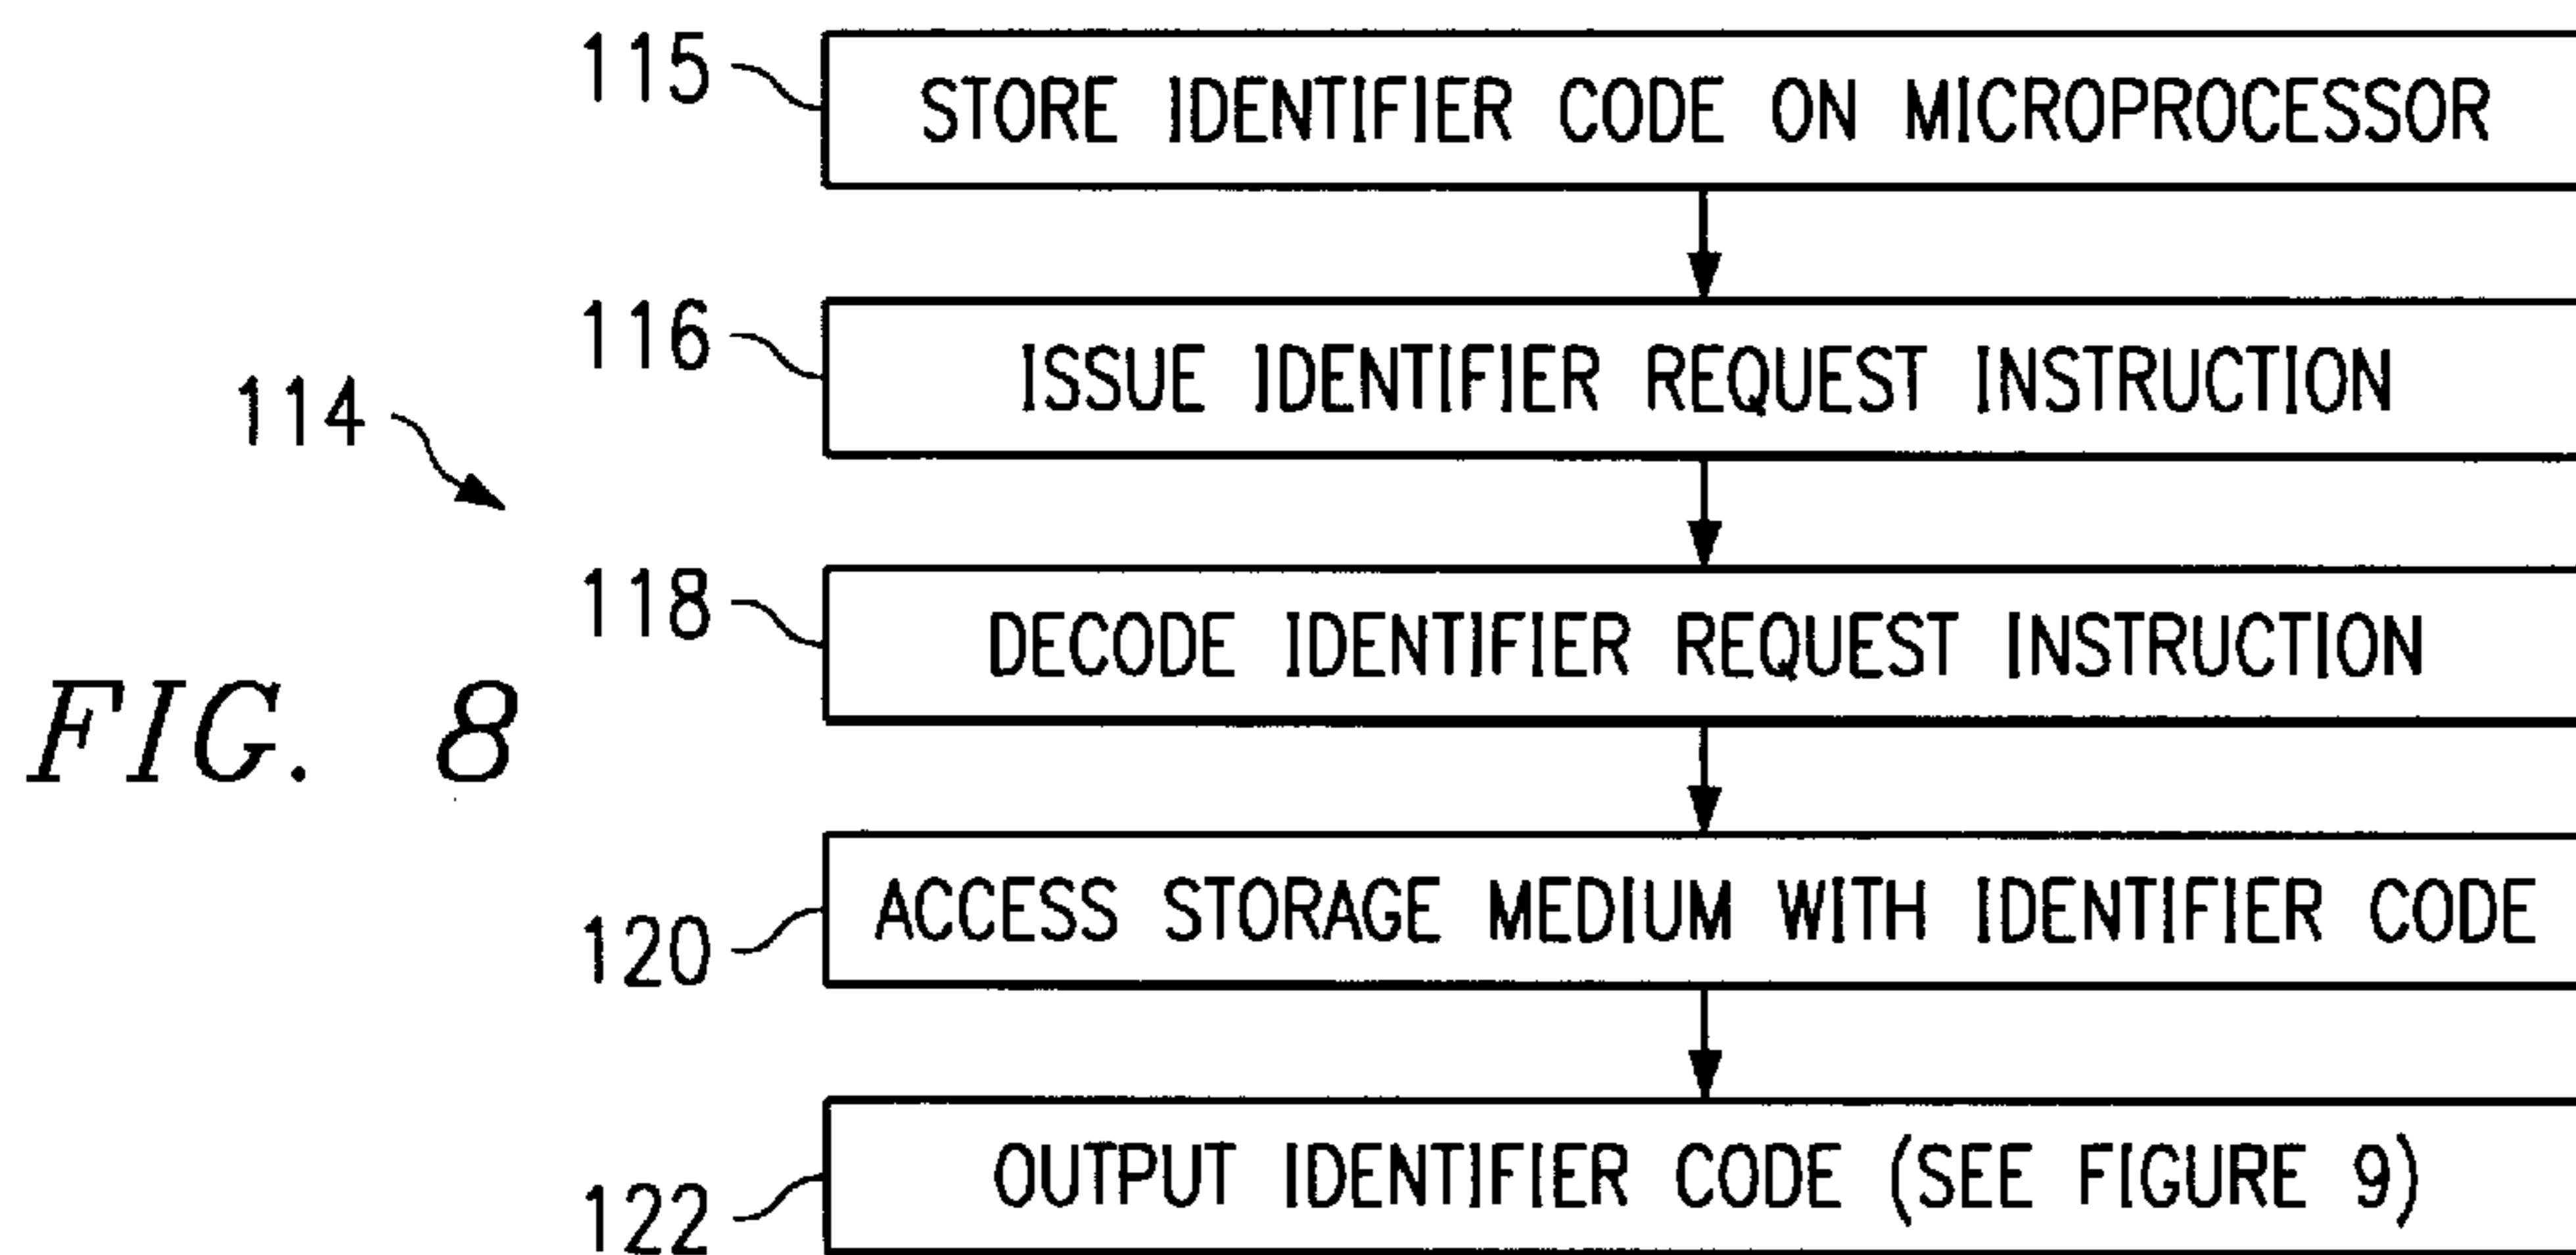 115 STORE IDENTIFIER CODE ON MICROPROCESSOR
116 ISSUE IDENTIFIER REQUEST INSTRUCTION
114
118 DECODE IDENTIFIER REQUEST INSTRUCTION
FIG. 8
120 ACCESS STORAGE MEDIUM WITH IDENTIFIER CODE
122 OUTPUT IDENTIFIER CODE (SEE FIGURE 9)